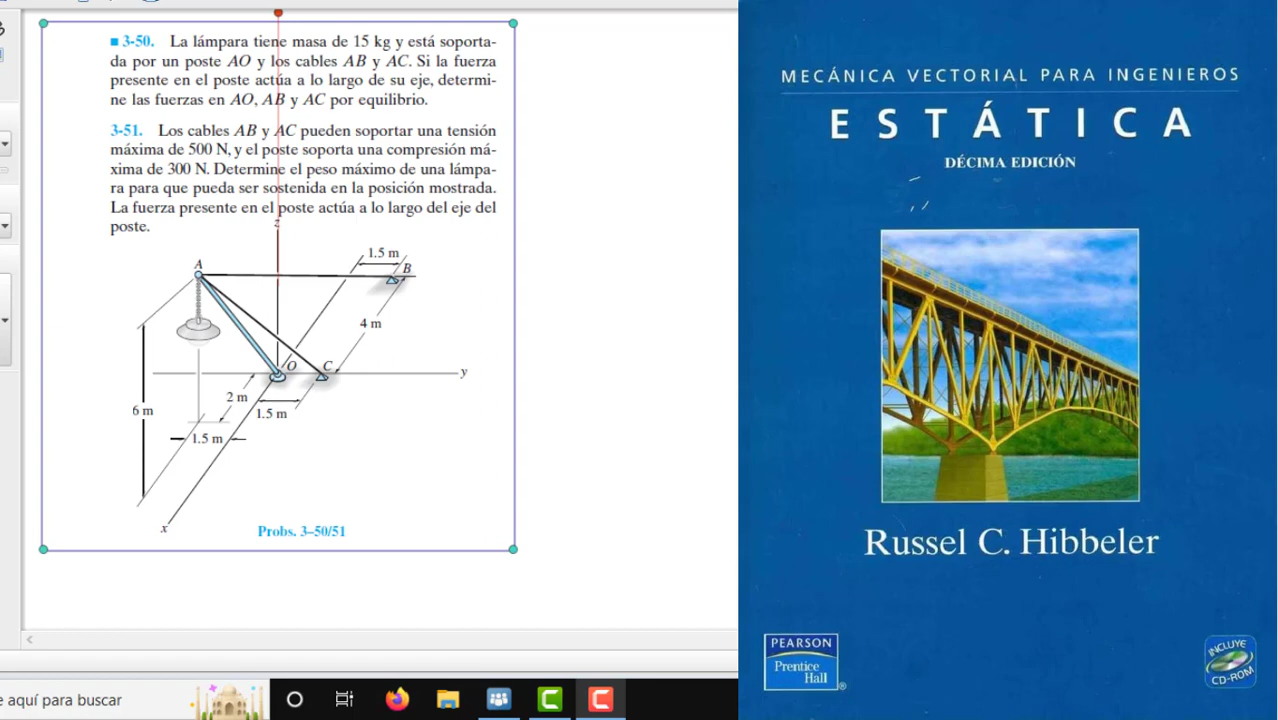 ■ 3-50. La lámpara tiene masa de 15 kg y está soporta-
da por un poste AO y los cables AB y AC. Si la fuerza
presente en el poste actúa a lo largo de su eje, determi-
ne las fuerzas en AO, AB y AC por equilibrio.
3-51. Los cables AB y AC pueden soportar una tensión
máxima de 500 N, y el poste soporta una compresión má-
xima de 300 N. Determine el peso máximo de una lámpa-
ra para que pueda ser sostenida en la posición mostrada.
La fuerza presente en el poste actúa a lo largo del eje del
poste.
z
1.5 m
A
B
4 m
O
C
y
2 m
6 m
1.5 m
1.5 m
x
Probs. 3–50/51
aquí para buscar
MECÁNICA VECTORIAL PARA INGENIEROS
ESTÁTICA
DÉCIMA EDICIÓN
Russel C. Hibbeler
PEARSON
Prentice
Hall
®
INCLUYE
CD-ROM